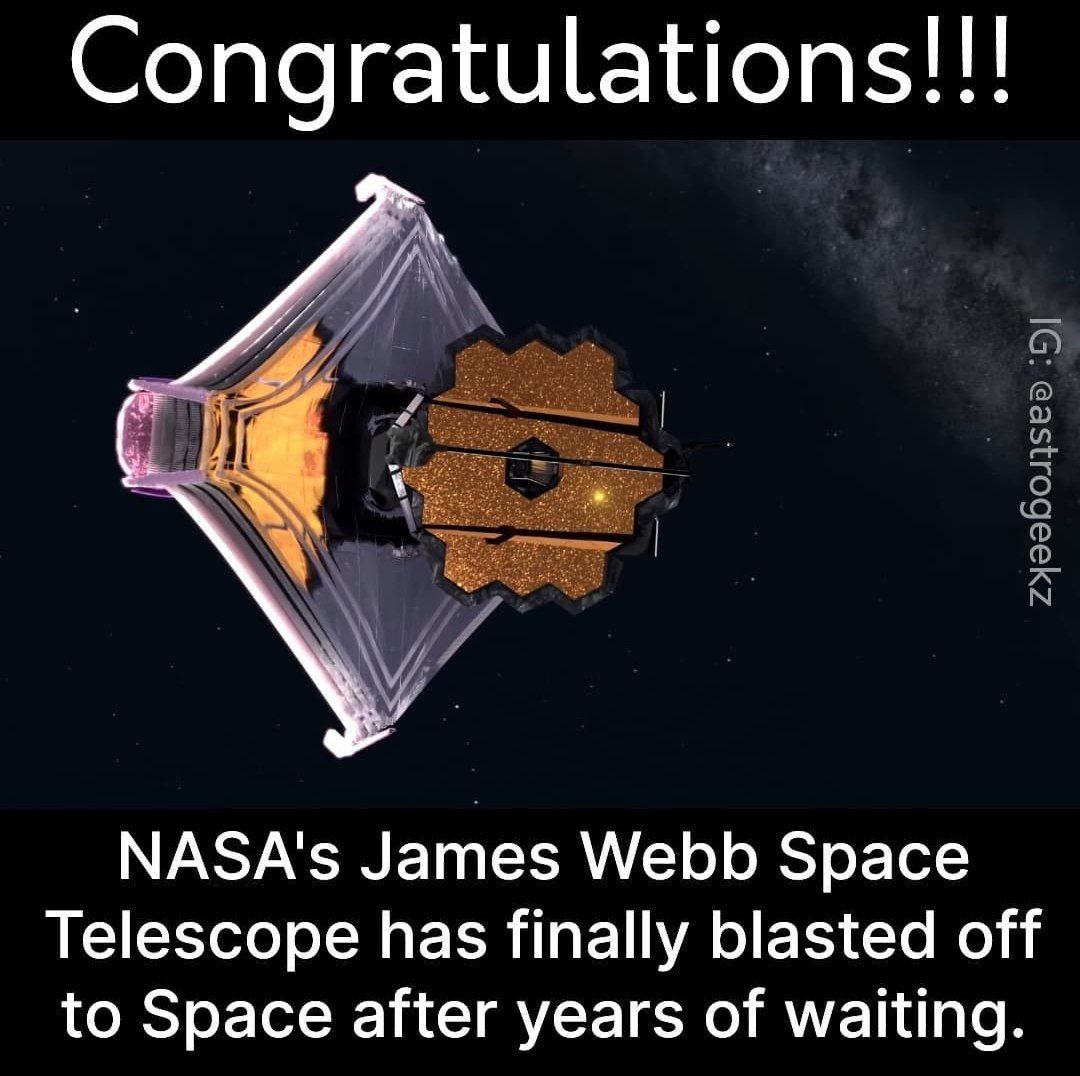 Congratulations!!!
IG: @astrogeekz
NASA's James Webb Space
Telescope has finally blasted off
to Space after years of waiting.